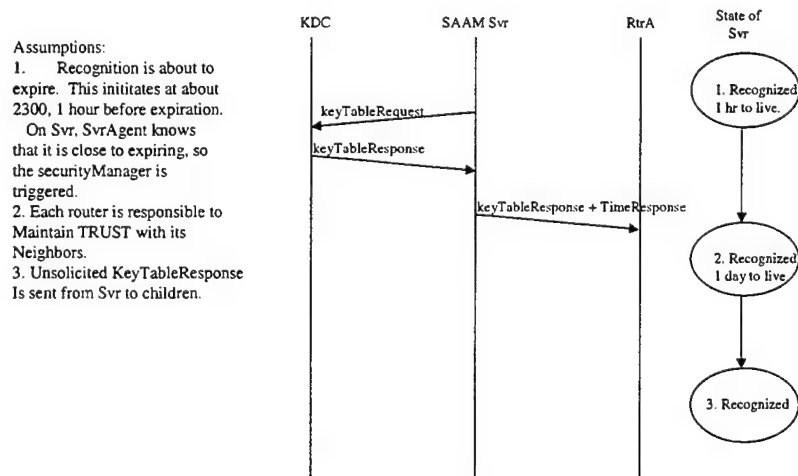 KDC
SAAM Svr
RtrA
State of
Svr
Assumptions:
1. Recognition is about to
expire. This inititates at about
2300, 1 hour before expiration.
On Svr, SvrAgent knows
that it is close to expiring, so
the securityManager is
triggered.
2. Each router is responsible to
Maintain TRUST with its
Neighbors.
3. Unsolicited KeyTableResponse
Is sent from Svr to children.
keyTableRequest
keyTableResponse
keyTableResponse + TimeResponse
1. Recognized
1 hr to live.
2. Recognized
1 day to live
3. Recognized